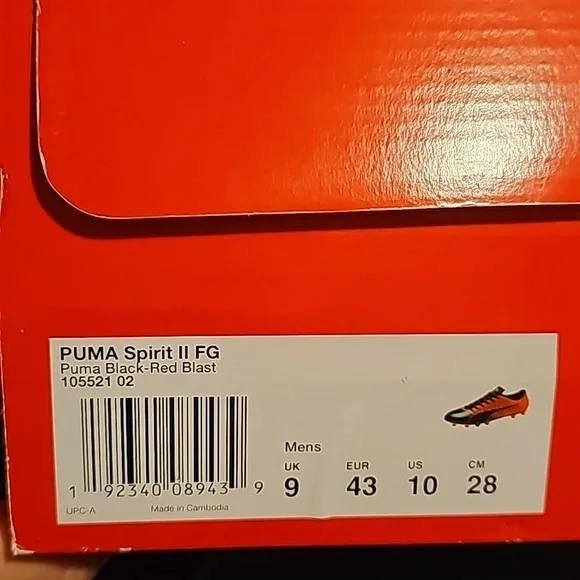 PUMA Spirit II FG
Puma Black-Red Blast
105521 02
1 92340 08943 9
UPC-A
Made in Cambodia
Mens
UK EUR US CM
9 43 10 28